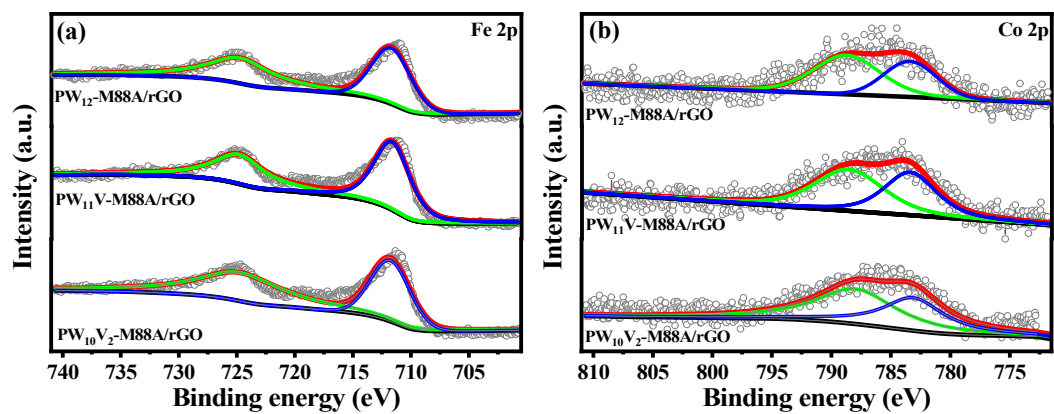 (a)
Fe 2p
PW₁₂-M88A/rGO
PW₁₁V-M88A/rGO
PW₁₀V₂-M88A/rGO
Intensity (a.u.)
740 735 730 725 720 715 710 705
Binding energy (eV)
(b)
Co 2p
PW₁₂-M88A/rGO
PW₁₁V-M88A/rGO
PW₁₀V₂-M88A/rGO
Intensity (a.u.)
810 805 800 795 790 785 780 775
Binding energy (eV)